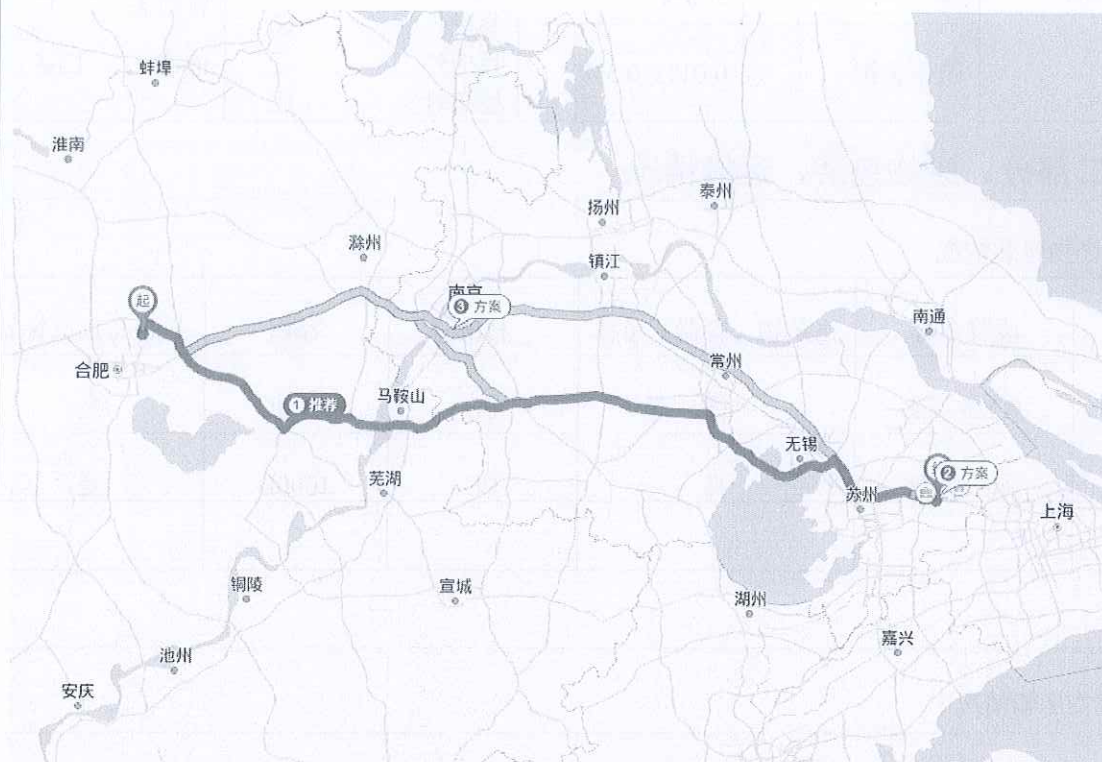 蚌埠
淮南
泰州
扬州
滁州
镇江
起
南京
3 方案
南通
合肥
常州
马鞍山
1 推荐
无锡
芜湖
2 方案
苏州
上海
铜陵
宣城
湖州
嘉兴
池州
安庆